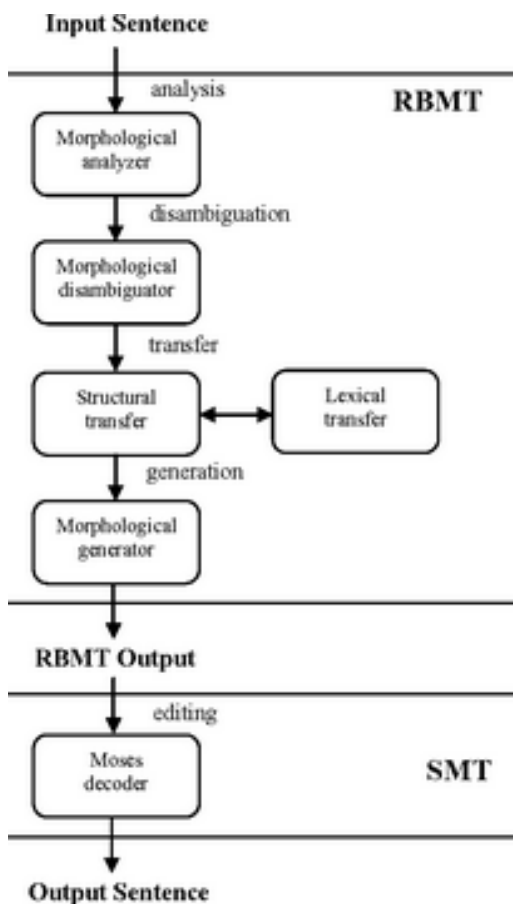 Input Sentence
analysis
RBMT
Morphological
analyzer
disambiguation
Morphological
disambiguator
transfer
Structural
transfer
Lexical
transfer
generation
Morphological
generator
RBMT Output
editing
Moses
decoder
SMT
Output Sentence